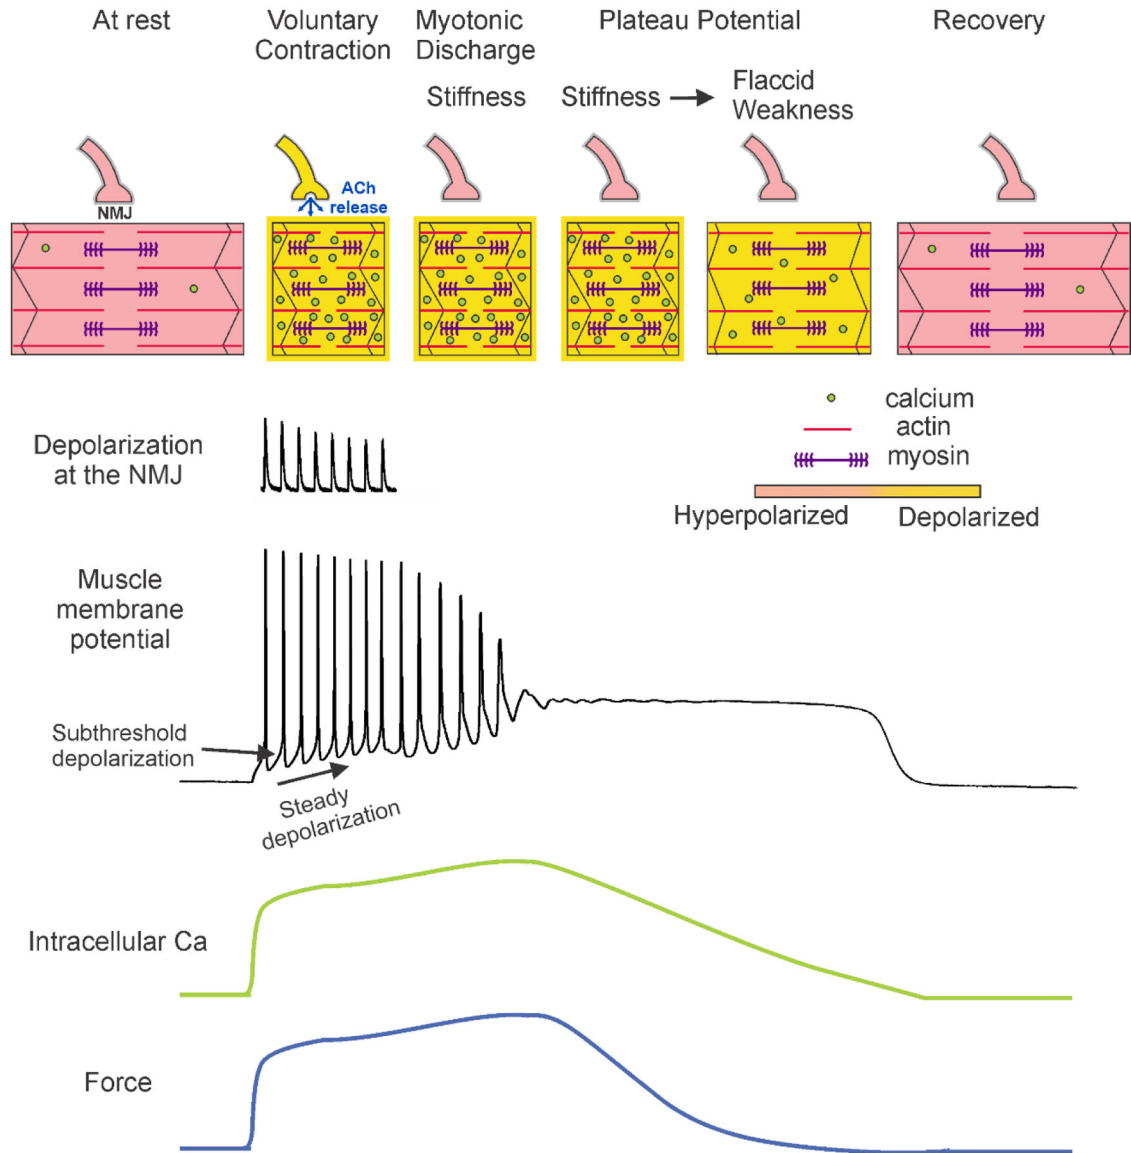 At rest
Voluntary
Contraction
Myotonic
Discharge
Plateau Potential
Recovery
Stiffness
Stiffness
Flaccid
Weakness
NMJ
ACh
release
calcium
actin
myosin
Hyperpolarized
Depolarized
Depolarization
at the NMJ
Muscle
membrane
potential
Subthreshold
depolarization
Steady
depolarization
Intracellular Ca
Force